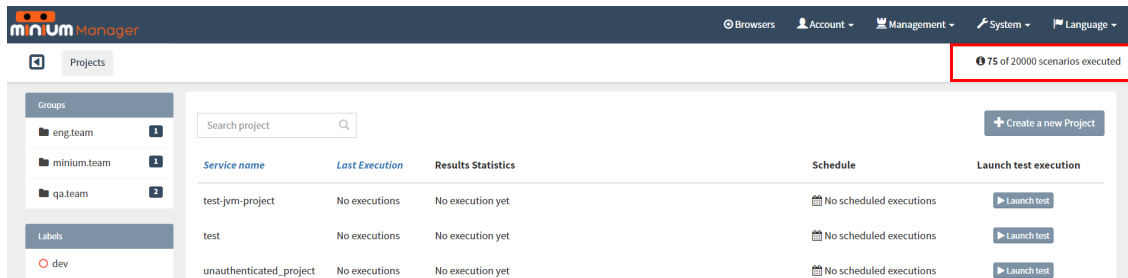 minium Manager
Browsers Account Management System Language
Projects
75 of 20000 scenarios executed
Groups
eng.team 1
minium.team 1
qa.team 2
Labels
dev
Search project
Create a new Project
Service name Last Execution Results Statistics Schedule Launch test execution
test-jvm-project No executions No execution yet No scheduled executions Launch test
test No executions No execution yet No scheduled executions Launch test
unauthenticated_project No executions No execution yet No scheduled executions Launch test